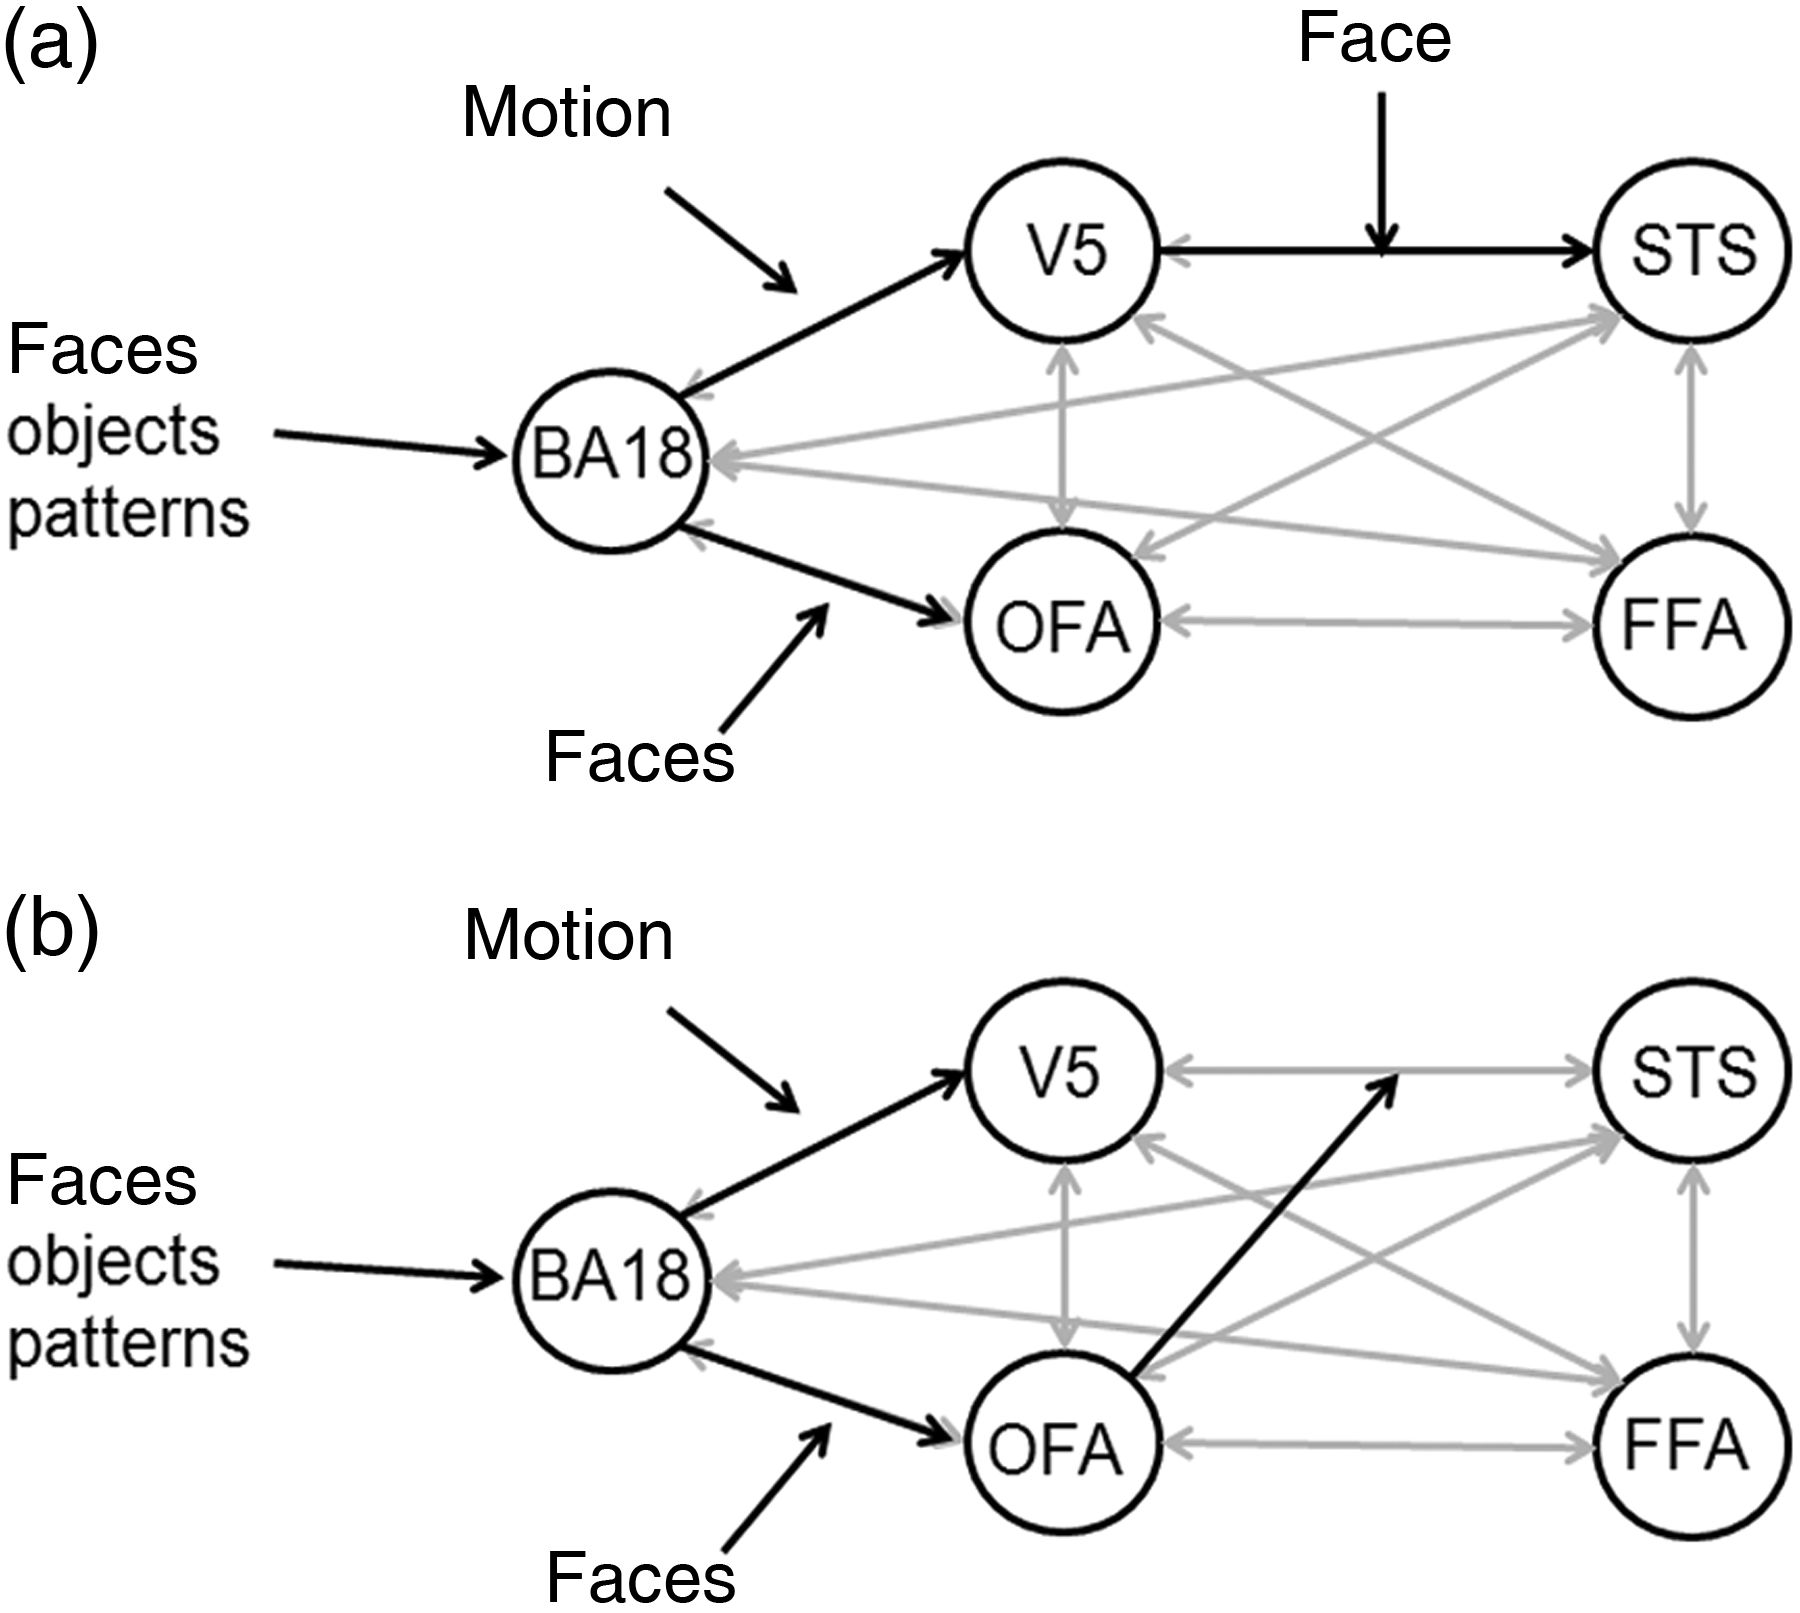 (a)
Face
Motion
V5
STS
Faces
objects
patterns
BA18
OFA
FFA
Faces
(b)
Motion
V5
STS
Faces
objects
patterns
BA18
OFA
FFA
Faces